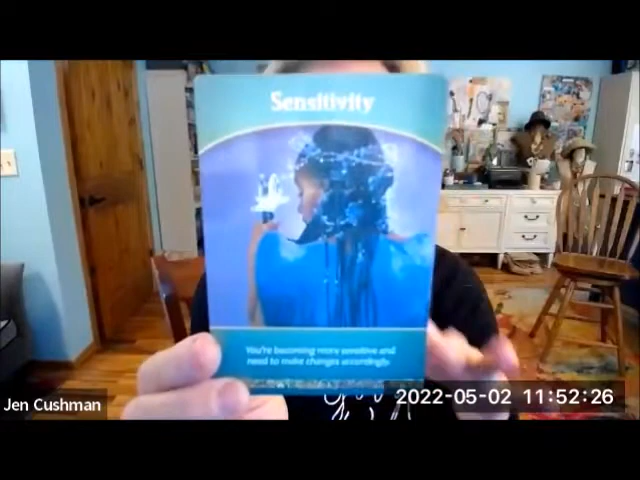 Sensitivity
You're becoming more sensitive and
need to make changes accordingly.
Jen Cushman
2022-05-02 11:52:26